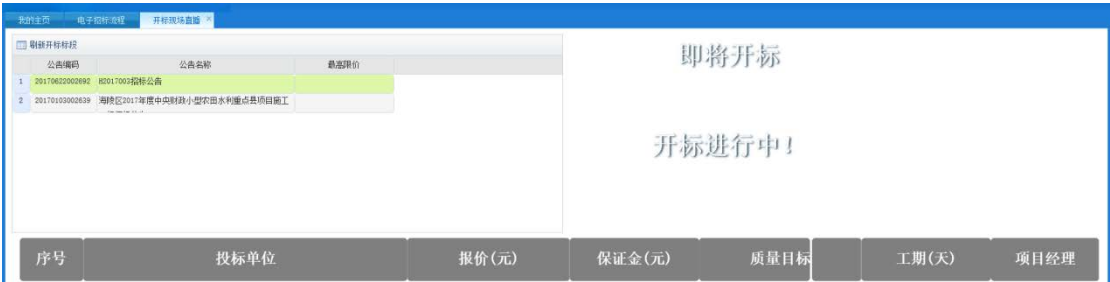 我的主页 电子招标流程 开标现场直播 ×
刷新开标标段
公告编码 公告名称 最高限价
1 20170622002692 H2017003招标公告
2 20170103002639 海陵区2017年度中央财政小型农田水利重点县项目施工
即将开标
开标进行中!
序号 投标单位 报价(元) 保证金(元) 质量目标 工期(天) 项目经理